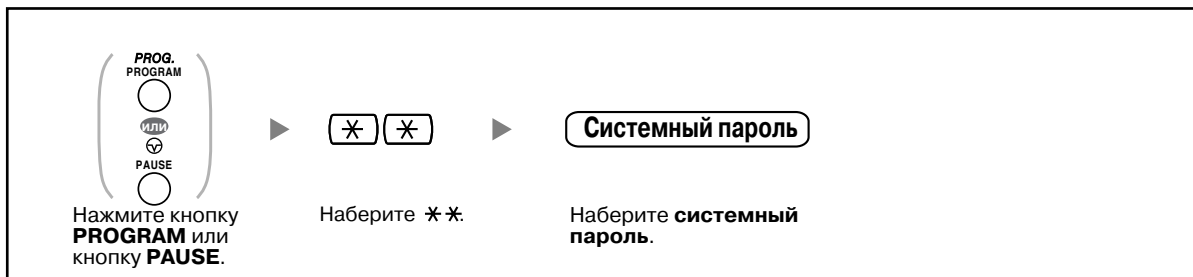 PROG.
PROGRAM
или
PAUSE
Нажмите кнопку
PROGRAM или
кнопку PAUSE.
✳ ✳
Наберите ✳✳.
Системный пароль
Наберите системный
пароль.